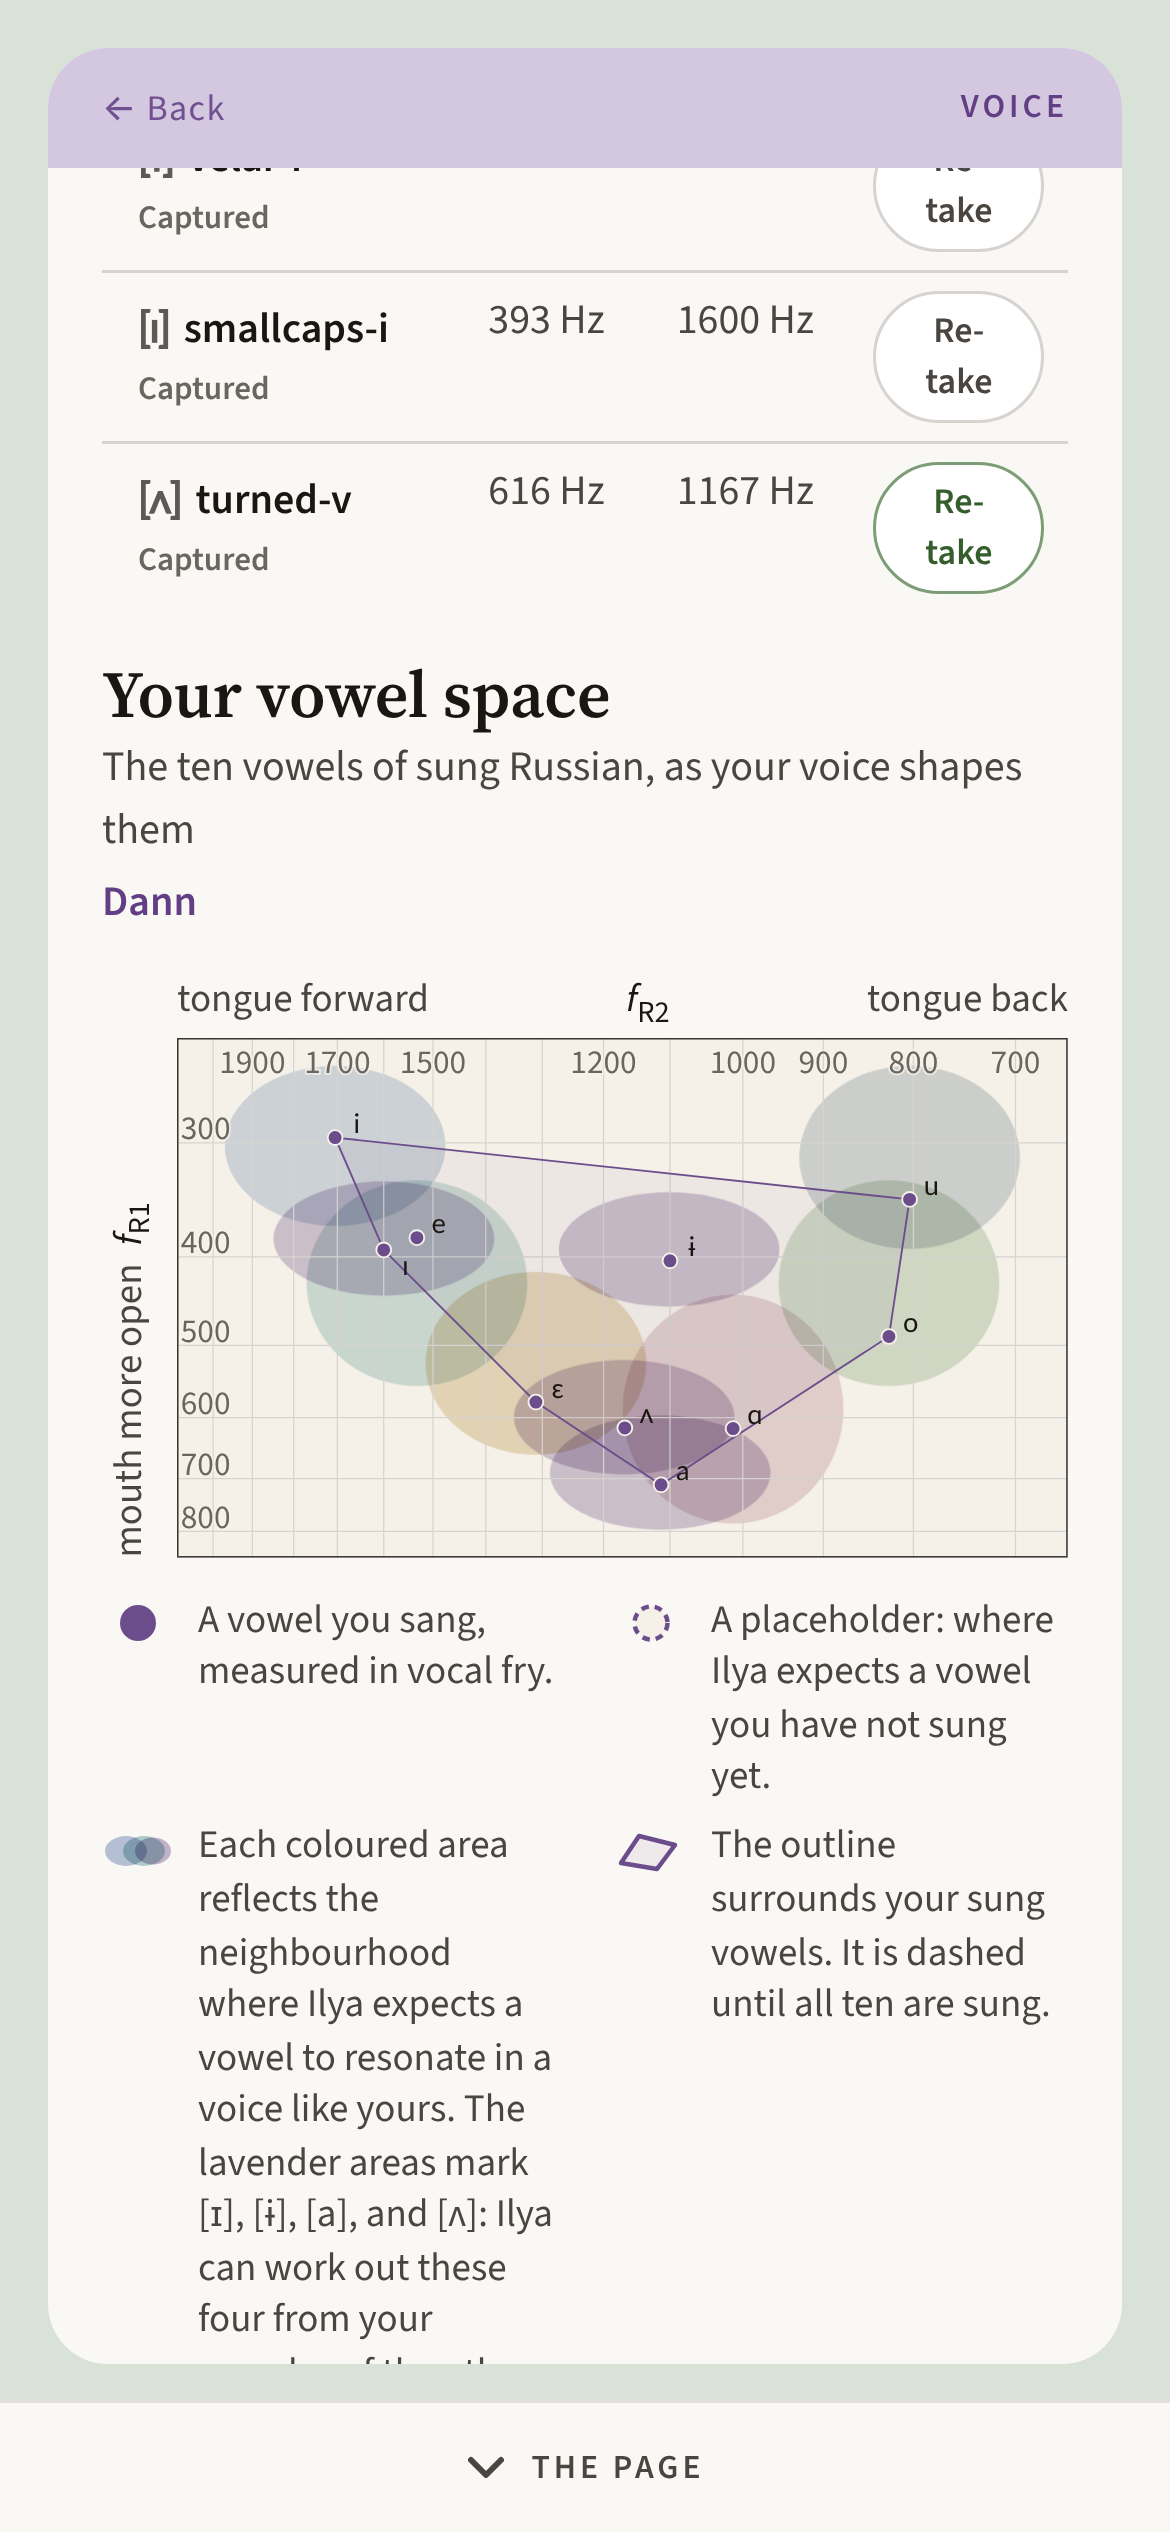 ← Back
VOICE
Captured
take
[ı] smallcaps-i 393 Hz 1600 Hz Re-
take
Captured
[ʌ] turned-v 616 Hz 1167 Hz Re-
take
Captured
Your vowel space
The ten vowels of sung Russian, as your voice shapes
them
Dann
tongue forward fR2 tongue back
1900 1700 1500 1200 1000 900 800 700
300
400
500
600
700
800
mouth more open fR1
i
u
e
ɨ
ı
o
ɛ
ʌ
ɑ
a
A vowel you sang,
measured in vocal fry.
A placeholder: where
Ilya expects a vowel
you have not sung
yet.
Each coloured area
reflects the
neighbourhood
where Ilya expects a
vowel to resonate in a
voice like yours. The
lavender areas mark
[ɪ], [ɨ], [a], and [ʌ]: Ilya
can work out these
four from your
The outline
surrounds your sung
vowels. It is dashed
until all ten are sung.
THE PAGE